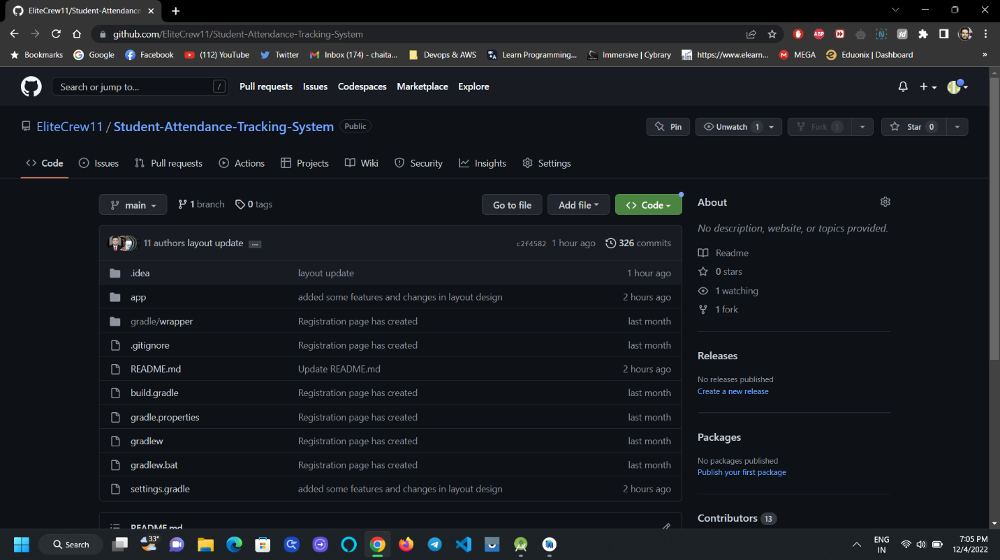 EliteCrew11/Student-Attendance
github.com/EliteCrew11/Student-Attendance-Tracking-System
ABP
N
sd
Bookmarks Google Facebook (112) YouTube Twitter Inbox (174) - chaita... Devops & AWS Learn Programming... Immersive | Cybrary elm https://www.elearn... M MEGA Eduonix | Dashboard »
Search or jump to... / Pull requests Issues Codespaces Marketplace Explore
EliteCrew11 / Student-Attendance-Tracking-System Public Pin Unwatch 1 Fork 1 Star 0
<> Code Issues Pull requests Actions Projects Wiki Security Insights Settings
main 1 branch 0 tags Go to file Add file <> Code
About
No description, website, or topics provided.
11 authors layout update ... c2f4582 1 hour ago 326 commits
Readme
.idea layout update 1 hour ago
0 stars
app added some features and changes in layout design 2 hours ago
1 watching
1 fork
gradle/wrapper Registration page has created last month
.gitignore Registration page has created last month
Releases
README.md Update README.md 2 hours ago
No releases published
Create a new release
build.gradle Registration page has created last month
gradle.properties Registration page has created last month
gradlew Registration page has created last month
Packages
No packages published
Publish your first package
gradlew.bat Registration page has created last month
settings.gradle added some features and changes in layout design 2 hours ago
Contributors 13
README.md
33°
Search
ENG
IN
7:05 PM
12/4/2022